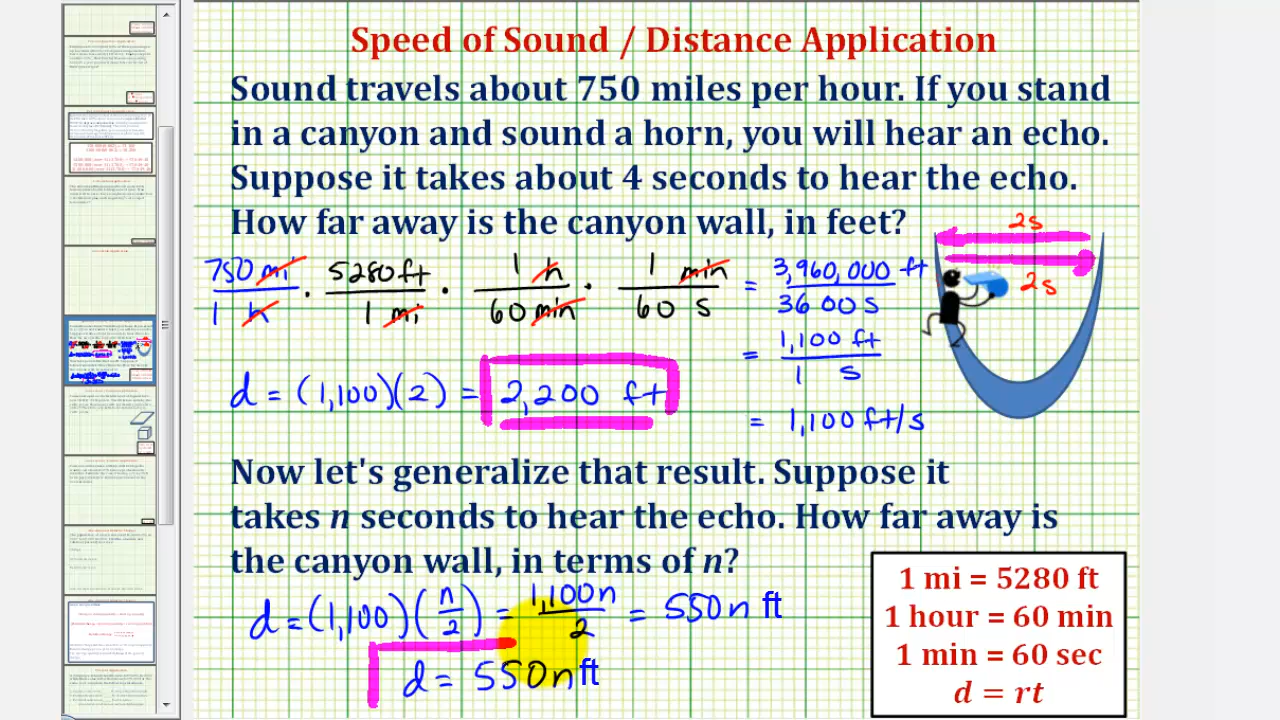 Speed of Sound / Distance Application
Sound travels about 750 miles per hour. If you stand
in a canyon and sound a horn, you will hear an echo.
Suppose it takes about 4 seconds to hear the echo.
How far away is the canyon wall, in feet?
2s
2s
750 mi/1 h · 5280 ft/1 mi · 1 h/60 min · 1 min/60 s = 3,960,000 ft/3600 s
= 1,100 ft/1 s
d = (1,100)(2) = 2,200 ft
= 1,100 ft/s
Now let's generalize that result. Suppose it
takes n seconds to hear the echo. How far away is
the canyon wall, in terms of n?
d = (1,100)(n/2) = 1,100n/2 = 550n ft
d = 550n ft
1 mi = 5280 ft
1 hour = 60 min
1 min = 60 sec
d = rt